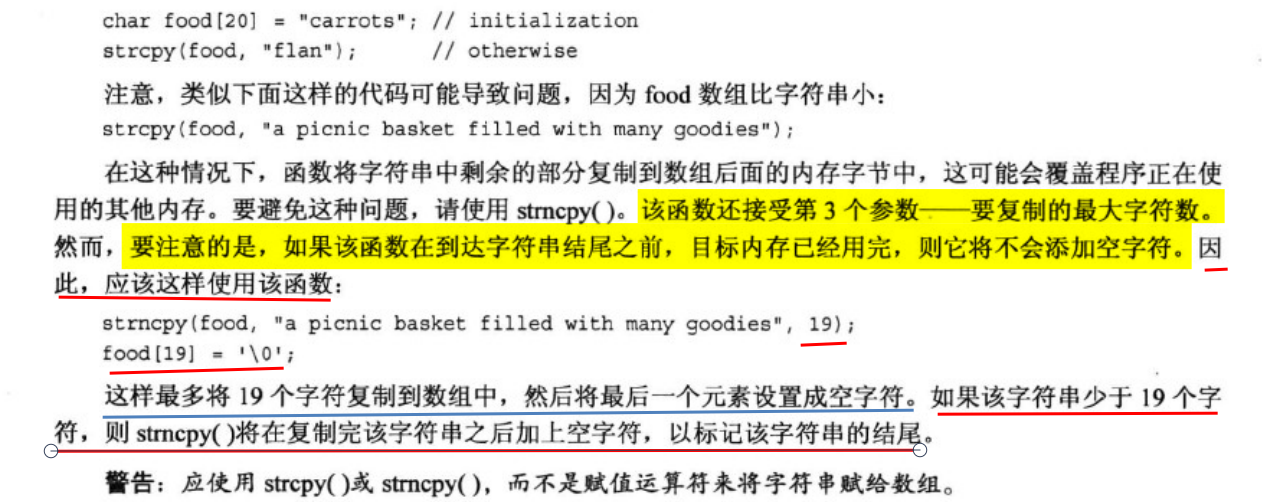 char food[20] = "carrots"; // initialization
strcpy(food, "flan");      // otherwise
注意，类似下面这样的代码可能导致问题，因为 food 数组比字符串小：
strcpy(food, "a picnic basket filled with many goodies");
在这种情况下，函数将字符串中剩余的部分复制到数组后面的内存字节中，这可能会覆盖程序正在使
用的其他内存。要避免这种问题，请使用 strncpy( )。该函数还接受第 3 个参数——要复制的最大字符数。
然而，要注意的是，如果该函数在到达字符串结尾之前，目标内存已经用完，则它将不会添加空字符。因
此，应该这样使用该函数：
strncpy(food, "a picnic basket filled with many goodies", 19);
food[19] = '\0';
这样最多将 19 个字符复制到数组中，然后将最后一个元素设置成空字符。如果该字符串少于 19 个字
符，则 strncpy( )将在复制完该字符串之后加上空字符，以标记该字符串的结尾。
警告：应使用 strcpy( )或 strncpy( )，而不是赋值运算符来将字符串赋给数组。